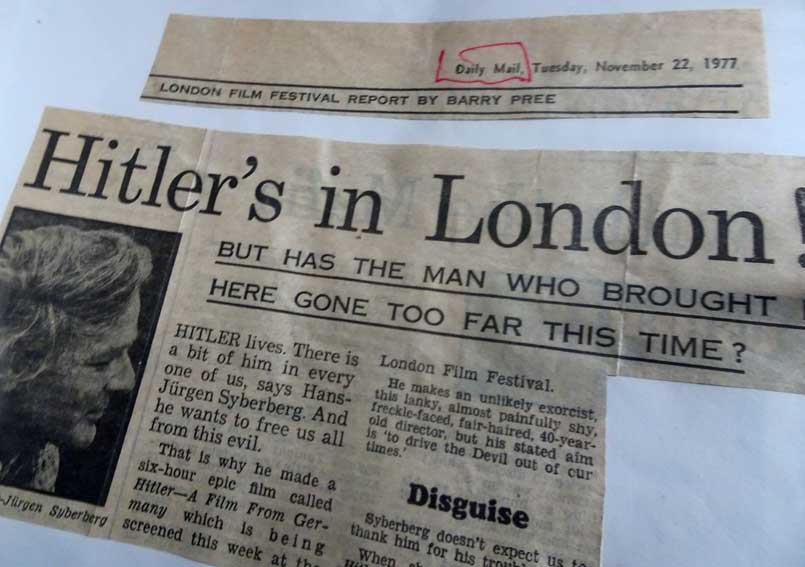 Daily Mail, Tuesday, November 22, 1977
LONDON FILM FESTIVAL REPORT BY BARRY PREE
Hitler's in London!
BUT HAS THE MAN WHO BROUGHT
HERE GONE TOO FAR THIS TIME?
-Jürgen Syberberg
HITLER lives. There is
a bit of him in every
one of us, says Hans-
Jürgen Syberberg. And
he wants to free us all
from this evil.
That is why he made a
six-hour epic film called
Hitler—A Film From Ger-
many which is being
screened this week at the
London Film Festival.
He makes an unlikely exorcist,
this lanky, almost painfully shy,
freckle-faced, fair-haired, 40-year-
old director, but his stated aim
is 'to drive the Devil out of our
times.'
Disguise
Syberberg doesn't expect us to
thank him for his
When